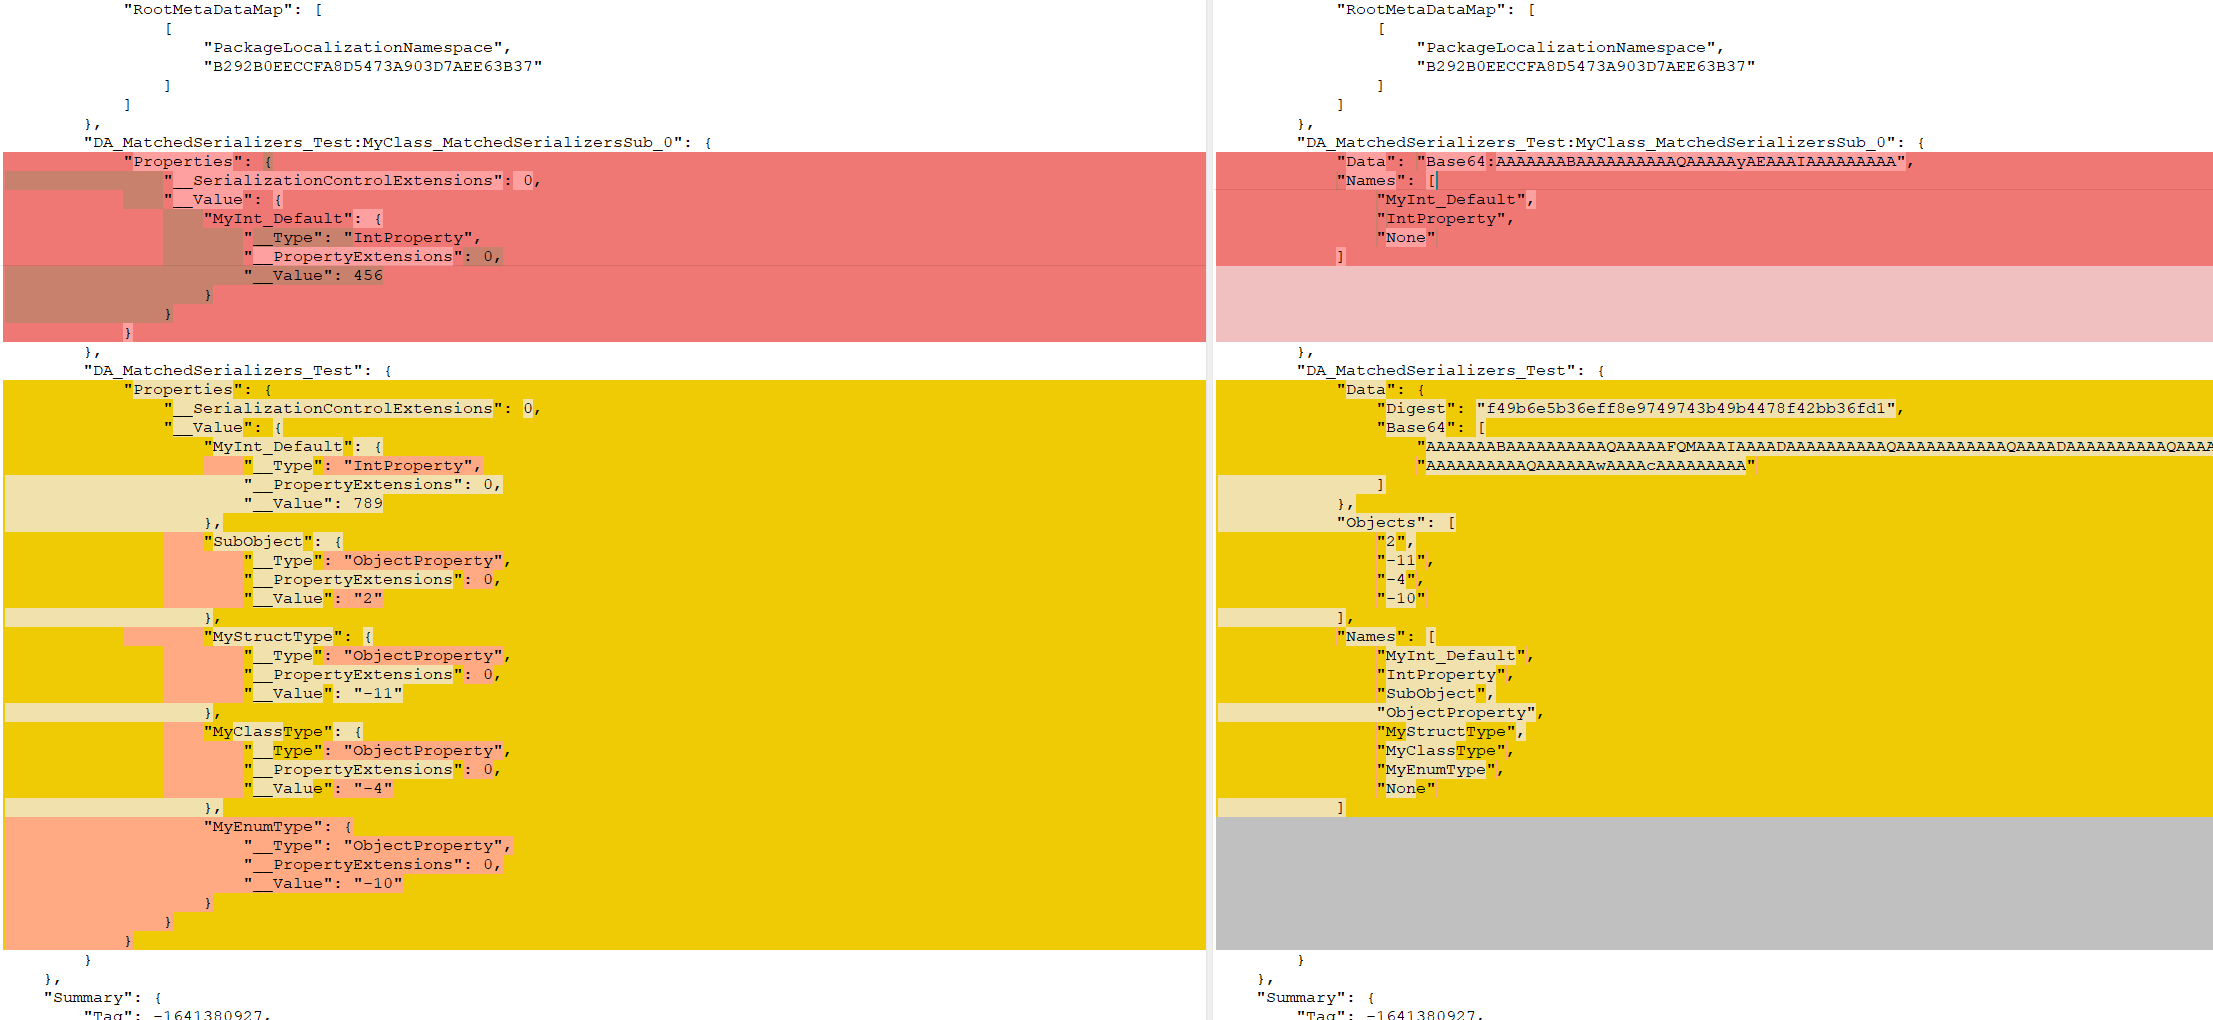 "RootMetaDataMap": [
[
"PackageLocalizationNamespace",
"B292B0EECCFA8D5473A903D7AEE63B37"
]
]
},
"DA_MatchedSerializers_Test:MyClass_MatchedSerializersSub_0": {
"Properties": {
"__SerializationControlExtensions": 0,
"__Value": {
"MyInt_Default": {
"__Type": "IntProperty",
"__PropertyExtensions": 0,
"__Value": 456
}
}
}
},
"DA_MatchedSerializers_Test": {
"Properties": {
"__SerializationControlExtensions": 0,
"__Value": {
"MyInt_Default": {
"__Type": "IntProperty",
"__PropertyExtensions": 0,
"__Value": 789
},
"SubObject": {
"__Type": "ObjectProperty",
"__PropertyExtensions": 0,
"__Value": "2"
},
"MyStructType": {
"__Type": "ObjectProperty",
"__PropertyExtensions": 0,
"__Value": "-11"
},
"MyClassType": {
"__Type": "ObjectProperty",
"__PropertyExtensions": 0,
"__Value": "-4"
},
"MyEnumType": {
"__Type": "ObjectProperty",
"__PropertyExtensions": 0,
"__Value": "-10"
}
}
}
}
},
"Summary": {
"Tag": -1641380927,
"RootMetaDataMap": [
[
"PackageLocalizationNamespace",
"B292B0EECCFA8D5473A903D7AEE63B37"
]
]
},
"DA_MatchedSerializers_Test:MyClass_MatchedSerializersSub_0": {
"Data": "Base64:AAAAAAABAAAAAAAAAAAQAAAAAyAEAAAIAAAAAAAAA",
"Names": [
"MyInt_Default",
"IntProperty",
"None"
]
},
"DA_MatchedSerializers_Test": {
"Data": {
"Digest": "f49b6e5b36eff8e9749743b49b4478f42bb36fd1",
"Base64": [
"AAAAAAABAAAAAAAAAAAQAAAAAFQMAAAIAAAADAAAAAAAAAAQAAAAAAAAAAAQAAAADAAAAAAAAAAQAAAA
"AAAAAAAAAAQAAAAAAwAAAAcAAAAAAAAA"
]
},
"Objects": [
"2",
"-11",
"-4",
"-10"
],
"Names": [
"MyInt_Default",
"IntProperty",
"SubObject",
"ObjectProperty",
"MyStructType",
"MyClassType",
"MyEnumType",
"None"
]
}
},
"Summary": {
"Tag": -1641380927,